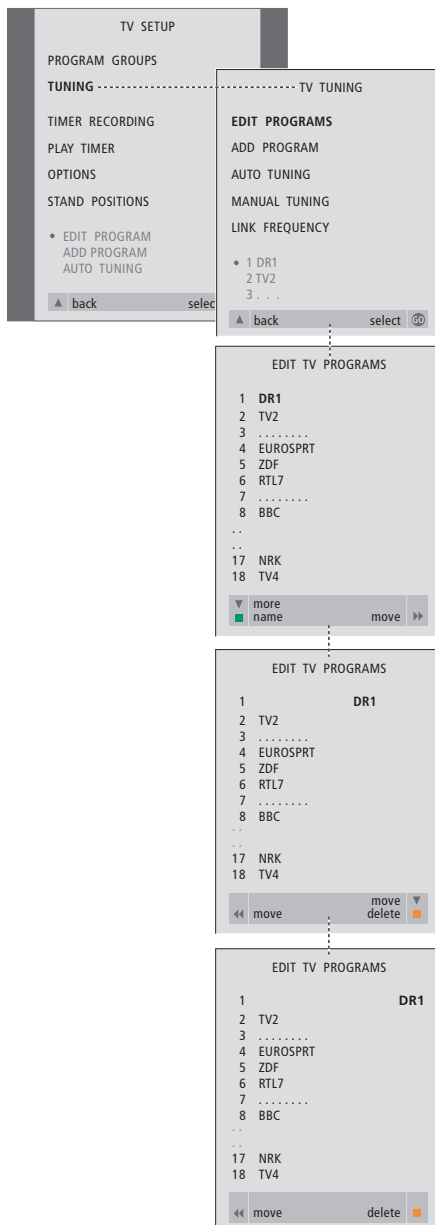 TV SETUP
PROGRAM GROUPS
TUNING
TIMER RECORDING
PLAY TIMER
OPTIONS
STAND POSITIONS
• EDIT PROGRAM
ADD PROGRAM
AUTO TUNING
▲ back selec
TV TUNING
EDIT PROGRAMS
ADD PROGRAM
AUTO TUNING
MANUAL TUNING
LINK FREQUENCY
• 1 DR1
2 TV2
3 . . .
▲ back select GO
EDIT TV PROGRAMS
1 DR1
2 TV2
3 ........
4 EUROSPRT
5 ZDF
6 RTL7
7 ........
8 BBC
. .
. .
17 NRK
18 TV4
▼ more
name move
EDIT TV PROGRAMS
1 DR1
2 TV2
3 ........
4 EUROSPRT
5 ZDF
6 RTL7
7 ........
8 BBC
. .
. .
17 NRK
18 TV4
move ▼
move delete
EDIT TV PROGRAMS
1 DR1
2 TV2
3 ........
4 EUROSPRT
5 ZDF
6 RTL7
7 ........
8 BBC
. .
. .
17 NRK
18 TV4
move delete